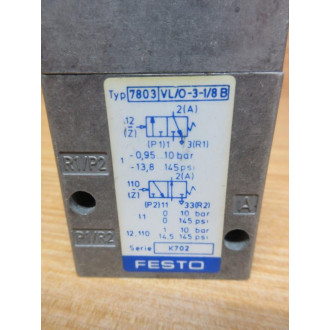 Typ 7803 VL/O-3-1/8 B
2(A)
12
(Z)
(P1)1 3(R1)
1 -0,95 10 bar
-13,8 145 psi
2(A)
110
(Z)
(P2)11 33(R2)
11 0 10 bar
0 145 psi
12,110 1 10 bar
14,5 145 psi
Serie K702
FESTO
R1/P2
P1/R2
A